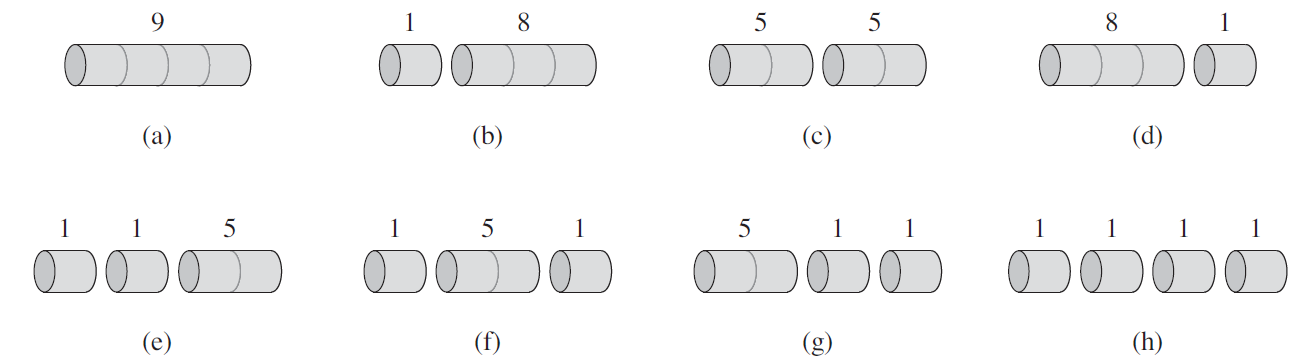 9 1 8 5 5 8 1
(a) (b) (c) (d)
1 1 5 1 5 1 5 1 1 1 1 1 1
(e) (f) (g) (h)